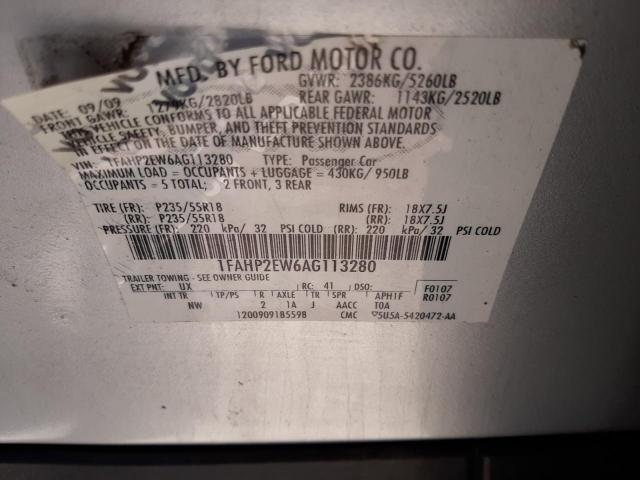 MFD. BY FORD MOTOR CO.
DATE: 09/09 GVWR: 2386KG/5260LB
FRONT GAWR: 1279KG/2820LB REAR GAWR: 1143KG/2520LB
THIS VEHICLE CONFORMS TO ALL APPLICABLE FEDERAL MOTOR
VEHICLE SAFETY, BUMPER, AND THEFT PREVENTION STANDARDS
IN EFFECT ON THE DATE OF MANUFACTURE SHOWN ABOVE.
VIN: 1FAHP2EW6AG113280 TYPE: Passenger Car
MAXIMUM LOAD = OCCUPANTS + LUGGAGE = 430KG/950LB
OCCUPANTS = 5 TOTAL; 2 FRONT, 3 REAR
TIRE (FR): P235/55R18 RIMS (FR): 18X7.5J
(RR): P235/55R18 (RR): 18X7.5J
PRESSURE (FR): 220 kPa/ 32 PSI COLD (RR): 220 kPa/ 32 PSI COLD
1FAHP2EW6AG113280
TRAILER TOWING - SEE OWNER GUIDE
EXT PNT: UX RC: 41 DSO: F0107
INT TR TP/PS R AXLE TR SPR APH1F R0107
NW 2 1A J AACC TOA
12009091B559B CMC 5U5A-5420472-AA